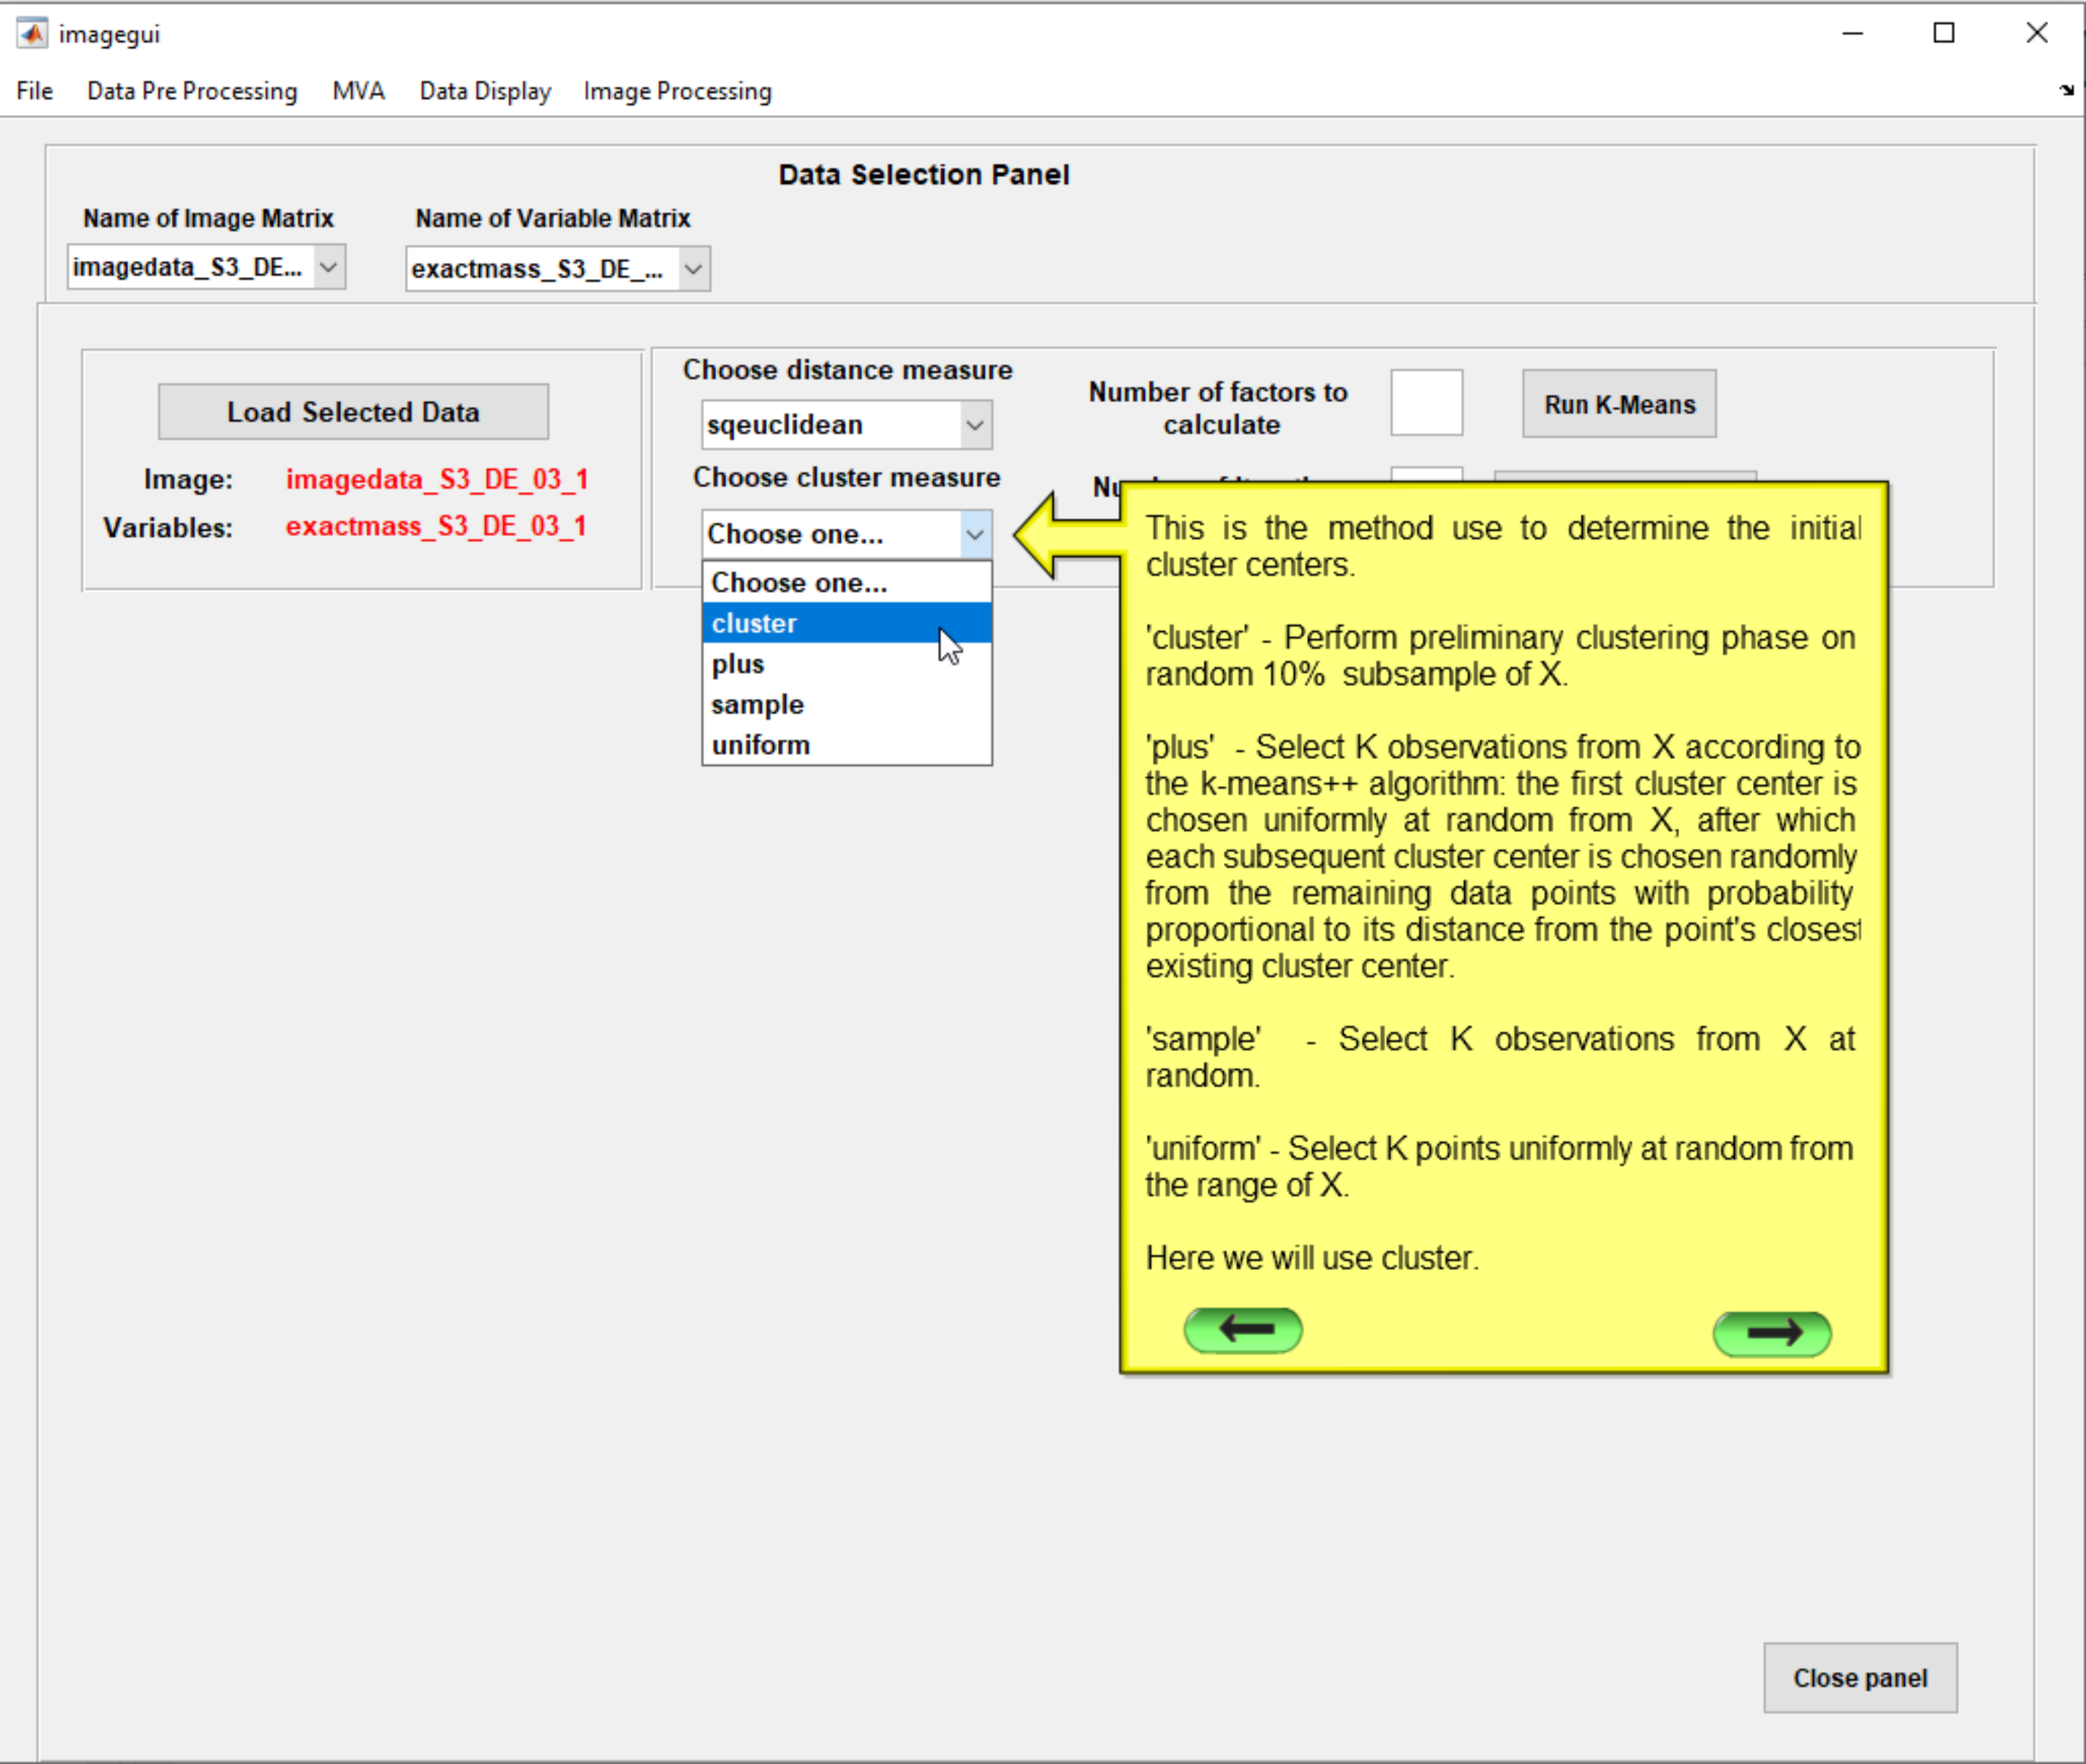 imagegui
File Data Pre Processing MVA Data Display Image Processing
Data Selection Panel
Name of Image Matrix Name of Variable Matrix
imagedata_S3_DE... exactmass_S3_DE_...
Load Selected Data
Image: imagedata_S3_DE_03_1
Variables: exactmass_S3_DE_03_1
Choose distance measure
sqeuclidean
Choose cluster measure
Choose one...
Choose one...
cluster
plus
sample
uniform
Number of factors to
calculate
Run K-Means
This is the method use to determine the initial
cluster centers.
'cluster' - Perform preliminary clustering phase on
random 10% subsample of X.
'plus' - Select K observations from X according to
the k-means++ algorithm: the first cluster center is
chosen uniformly at random from X, after which
each subsequent cluster center is chosen randomly
from the remaining data points with probability
proportional to its distance from the point's closest
existing cluster center.
'sample' - Select K observations from X at
random.
'uniform' - Select K points uniformly at random from
the range of X.
Here we will use cluster.
Close panel